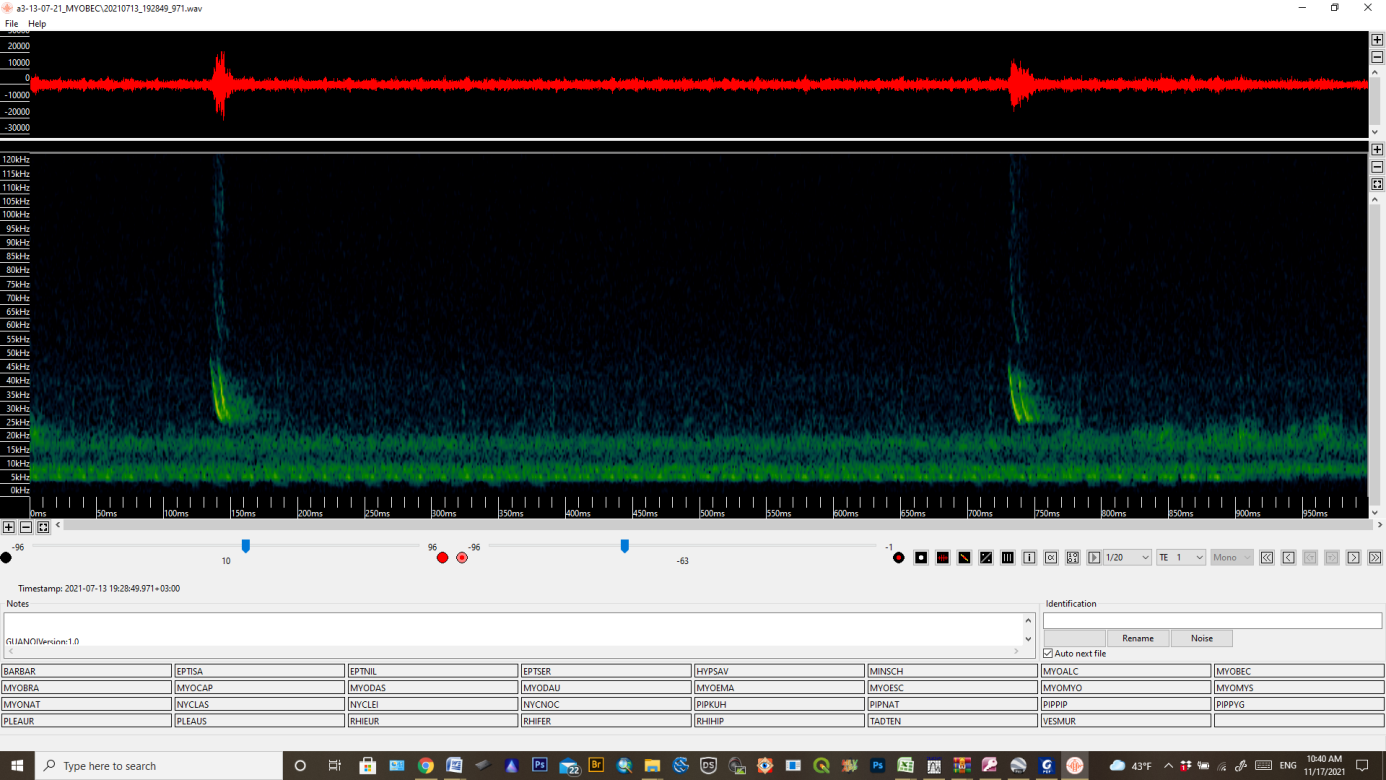 a3-13-07-21_MYOBEC\20210713_192849_971.wav
File Help
20000
10000
0
-10000
-20000
-30000
120kHz
115kHz
110kHz
105kHz
100kHz
95kHz
90kHz
85kHz
80kHz
75kHz
70kHz
65kHz
60kHz
55kHz
50kHz
45kHz
40kHz
35kHz
30kHz
25kHz
20kHz
15kHz
10kHz
5kHz
0kHz
0ms 50ms 100ms 150ms 200ms 250ms 300ms 350ms 400ms 450ms 500ms 550ms 600ms 650ms 700ms 750ms 800ms 850ms 900ms 950ms
-96 96 -96 -1
10 -63
1/20 TE 1 Mono
Timestamp: 2021-07-13 19:28:49.971+03:00
Notes Identification
GUANO|Version:1.0
Rename Noise
Auto next file
BARBAR EPTISA EPTNIL EPTSER HYPSAV MINSCH MYOALC MYOBEC
MYOBRA MYOCAP MYODAS MYODAU MYOEMA MYOESC MYOMYO MYOMYS
MYONAT NYCLAS NYCLEI NYCNOC PIPKUH PIPNAT PIPPIP PIPPYG
PLEAUR PLEAUS RHIEUR RHIFER RHIHIP TADTEN VESMUR
Type here to search
22
43°F
ENG
10:40 AM
11/17/2021